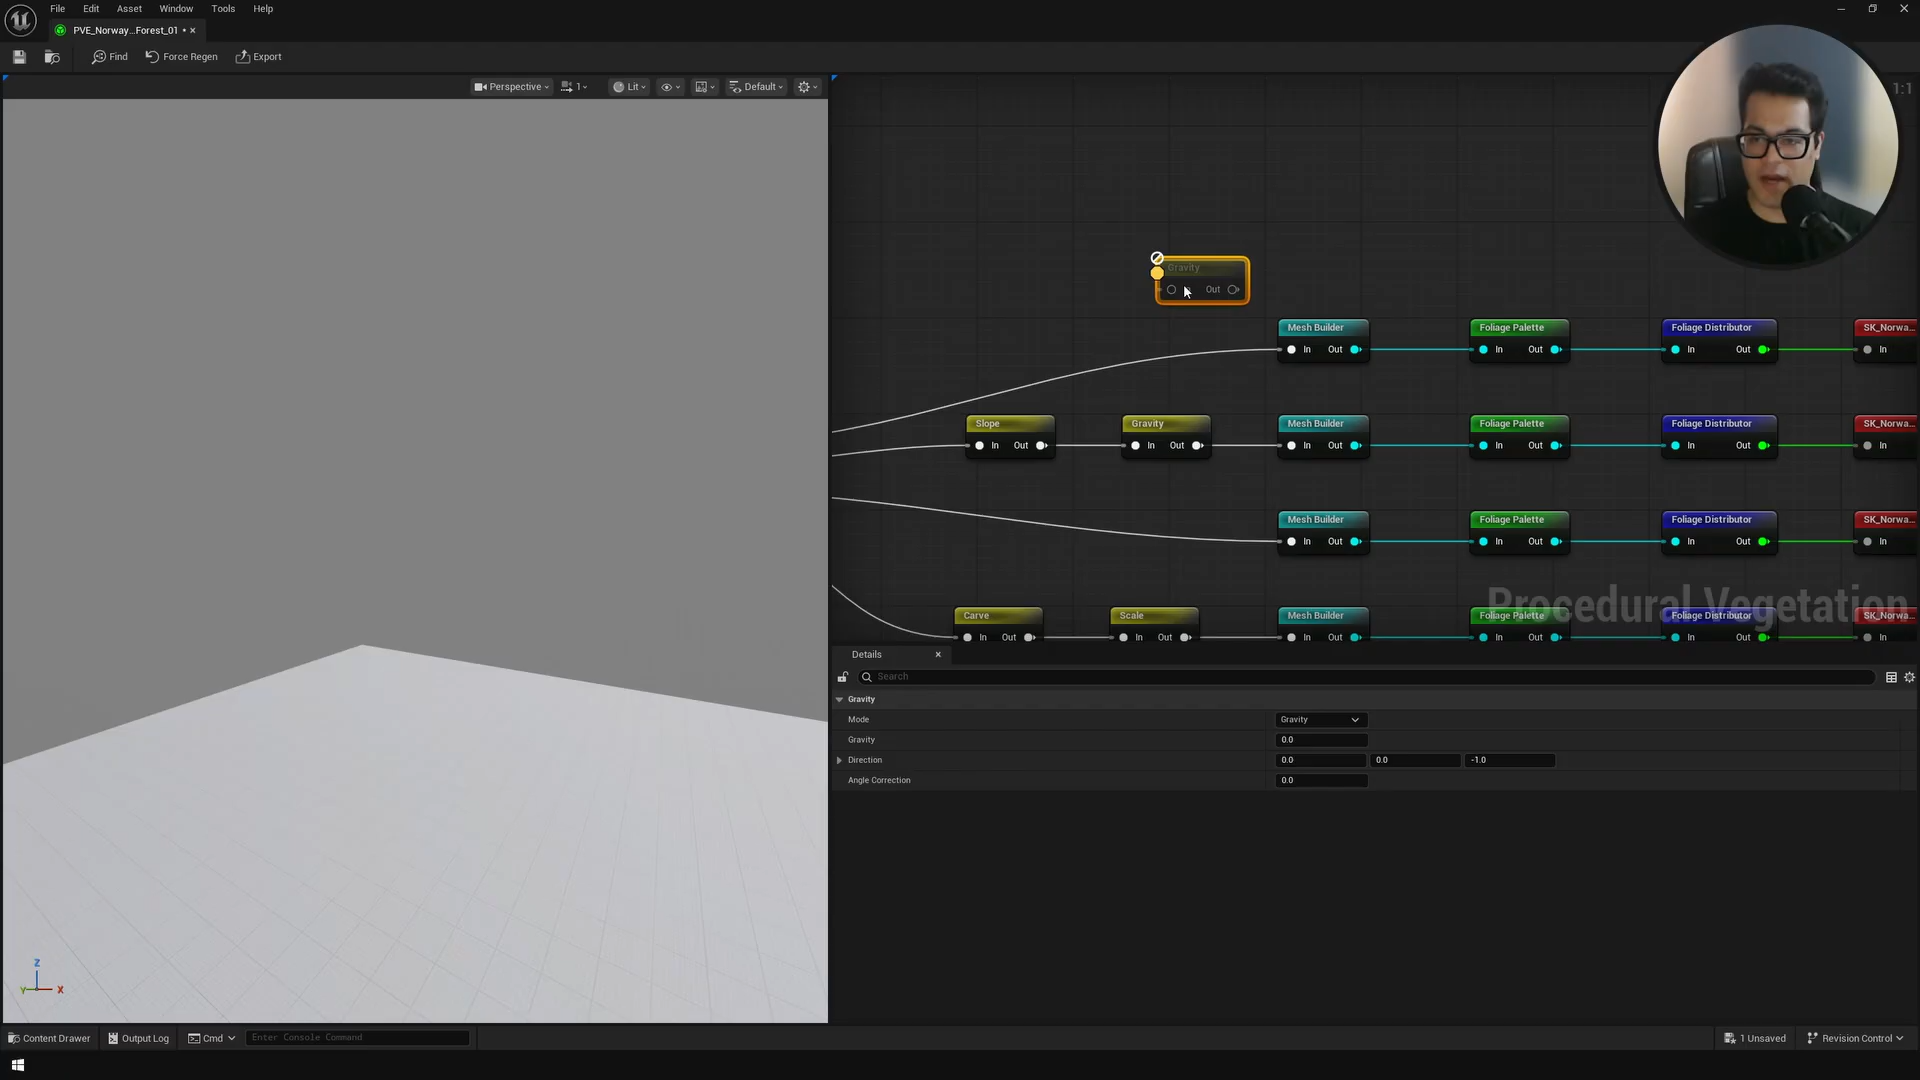 File Edit Asset Window Tools Help
PVE_Norway...Forest_01 •
Find Force Regen Export
Perspective 1 Lit Default
1:1
Gravity
Out
Mesh Builder Foliage Palette Foliage Distributor SK_Norwa...
In Out In Out In Out In
Slope Gravity Mesh Builder Foliage Palette Foliage Distributor SK_Norwa...
In Out In Out In Out In Out In Out In
Mesh Builder Foliage Palette Foliage Distributor SK_Norwa...
In Out In Out In Out In
Procedural Vegetation
Carve Scale Mesh Builder Foliage Palette Foliage Distributor SK_Norwa...
In Out In Out In Out In Out In Out In
Details
Search
Gravity
Mode Gravity
Gravity 0.0
Direction 0.0 0.0 -1.0
Angle Correction 0.0
Z
Y X
Content Drawer Output Log Cmd Enter Console Command 1 Unsaved Revision Control